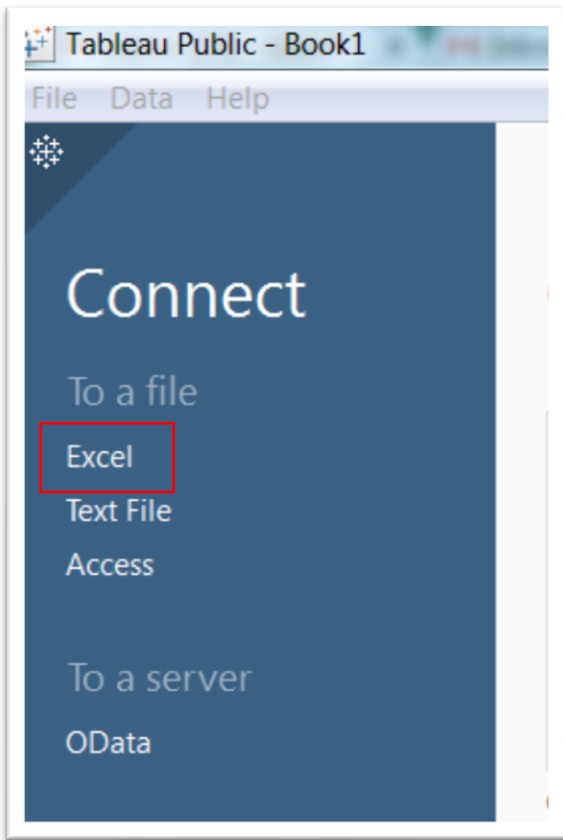 Tableau Public - Book1
File Data Help
Connect
To a file
Excel
Text File
Access
To a server
OData